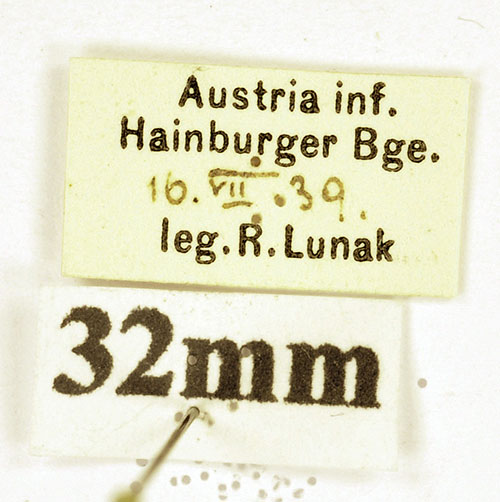 Austria inf.
Hainburger Bge.
16. VII. 39.
leg. R. Lunak
32mm